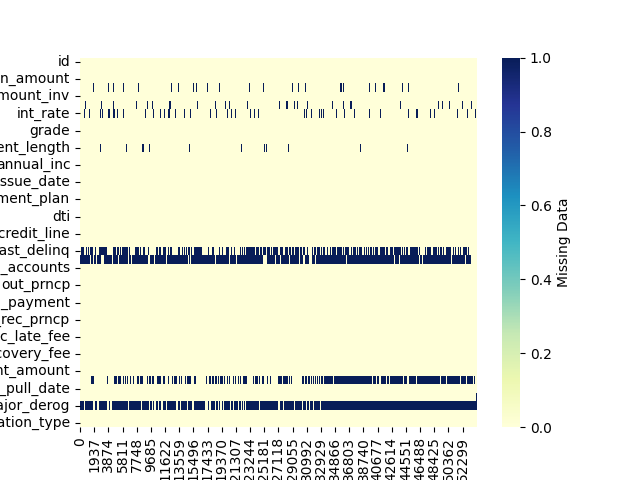 id
n_amount
mount_inv
int_rate
grade
ent_length
annual_inc
ssue_date
ment_plan
dti
credit_line
ast_delinq
_accounts
out_prncp
_payment
_rec_prncp
c_late_fee
covery_fee
nt_amount
_pull_date
ajor_derog
ation_type
0
1937
3874
5811
7748
9685
11622
13559
15496
17433
19370
21307
23244
25181
27118
29055
30992
32929
34866
36803
38740
40677
42614
44551
46488
48425
50362
52299
1.0
0.8
0.6
0.4
0.2
0.0
Missing Data